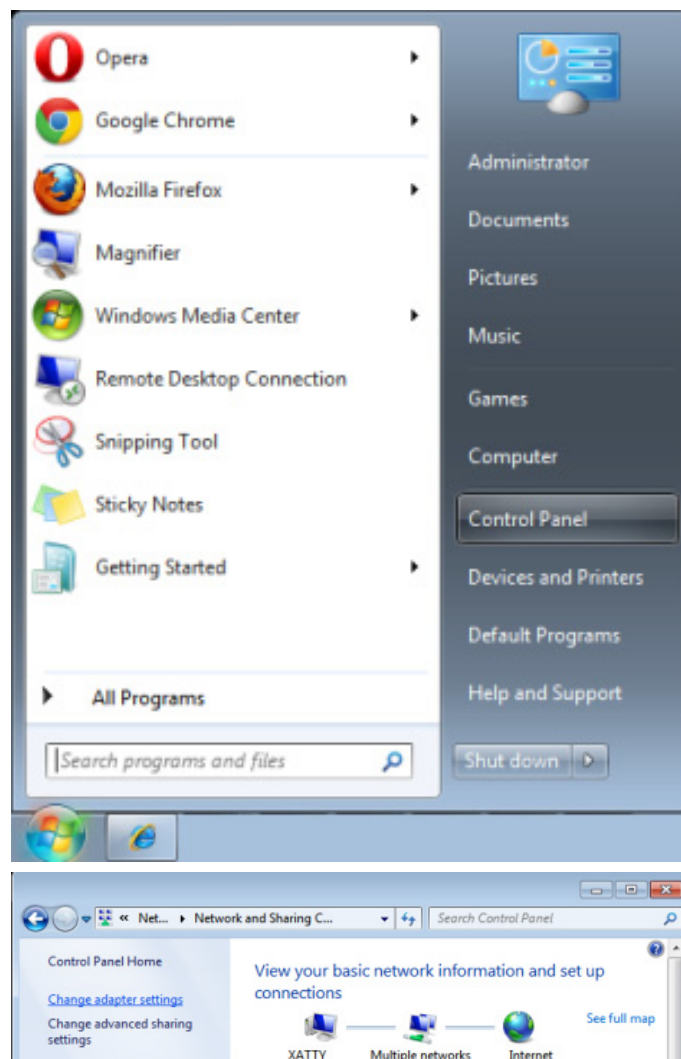 Opera
Google Chrome
Mozilla Firefox
Magnifier
Windows Media Center
Remote Desktop Connection
Snipping Tool
Sticky Notes
Getting Started
All Programs
Search programs and files
Administrator
Documents
Pictures
Music
Games
Computer
Control Panel
Devices and Printers
Default Programs
Help and Support
Shut down
« Net... Network and Sharing C... Search Control Panel
Control Panel Home
Change adapter settings
Change advanced sharing
settings
View your basic network information and set up
connections
See full map
XATTY Multiple networks Internet